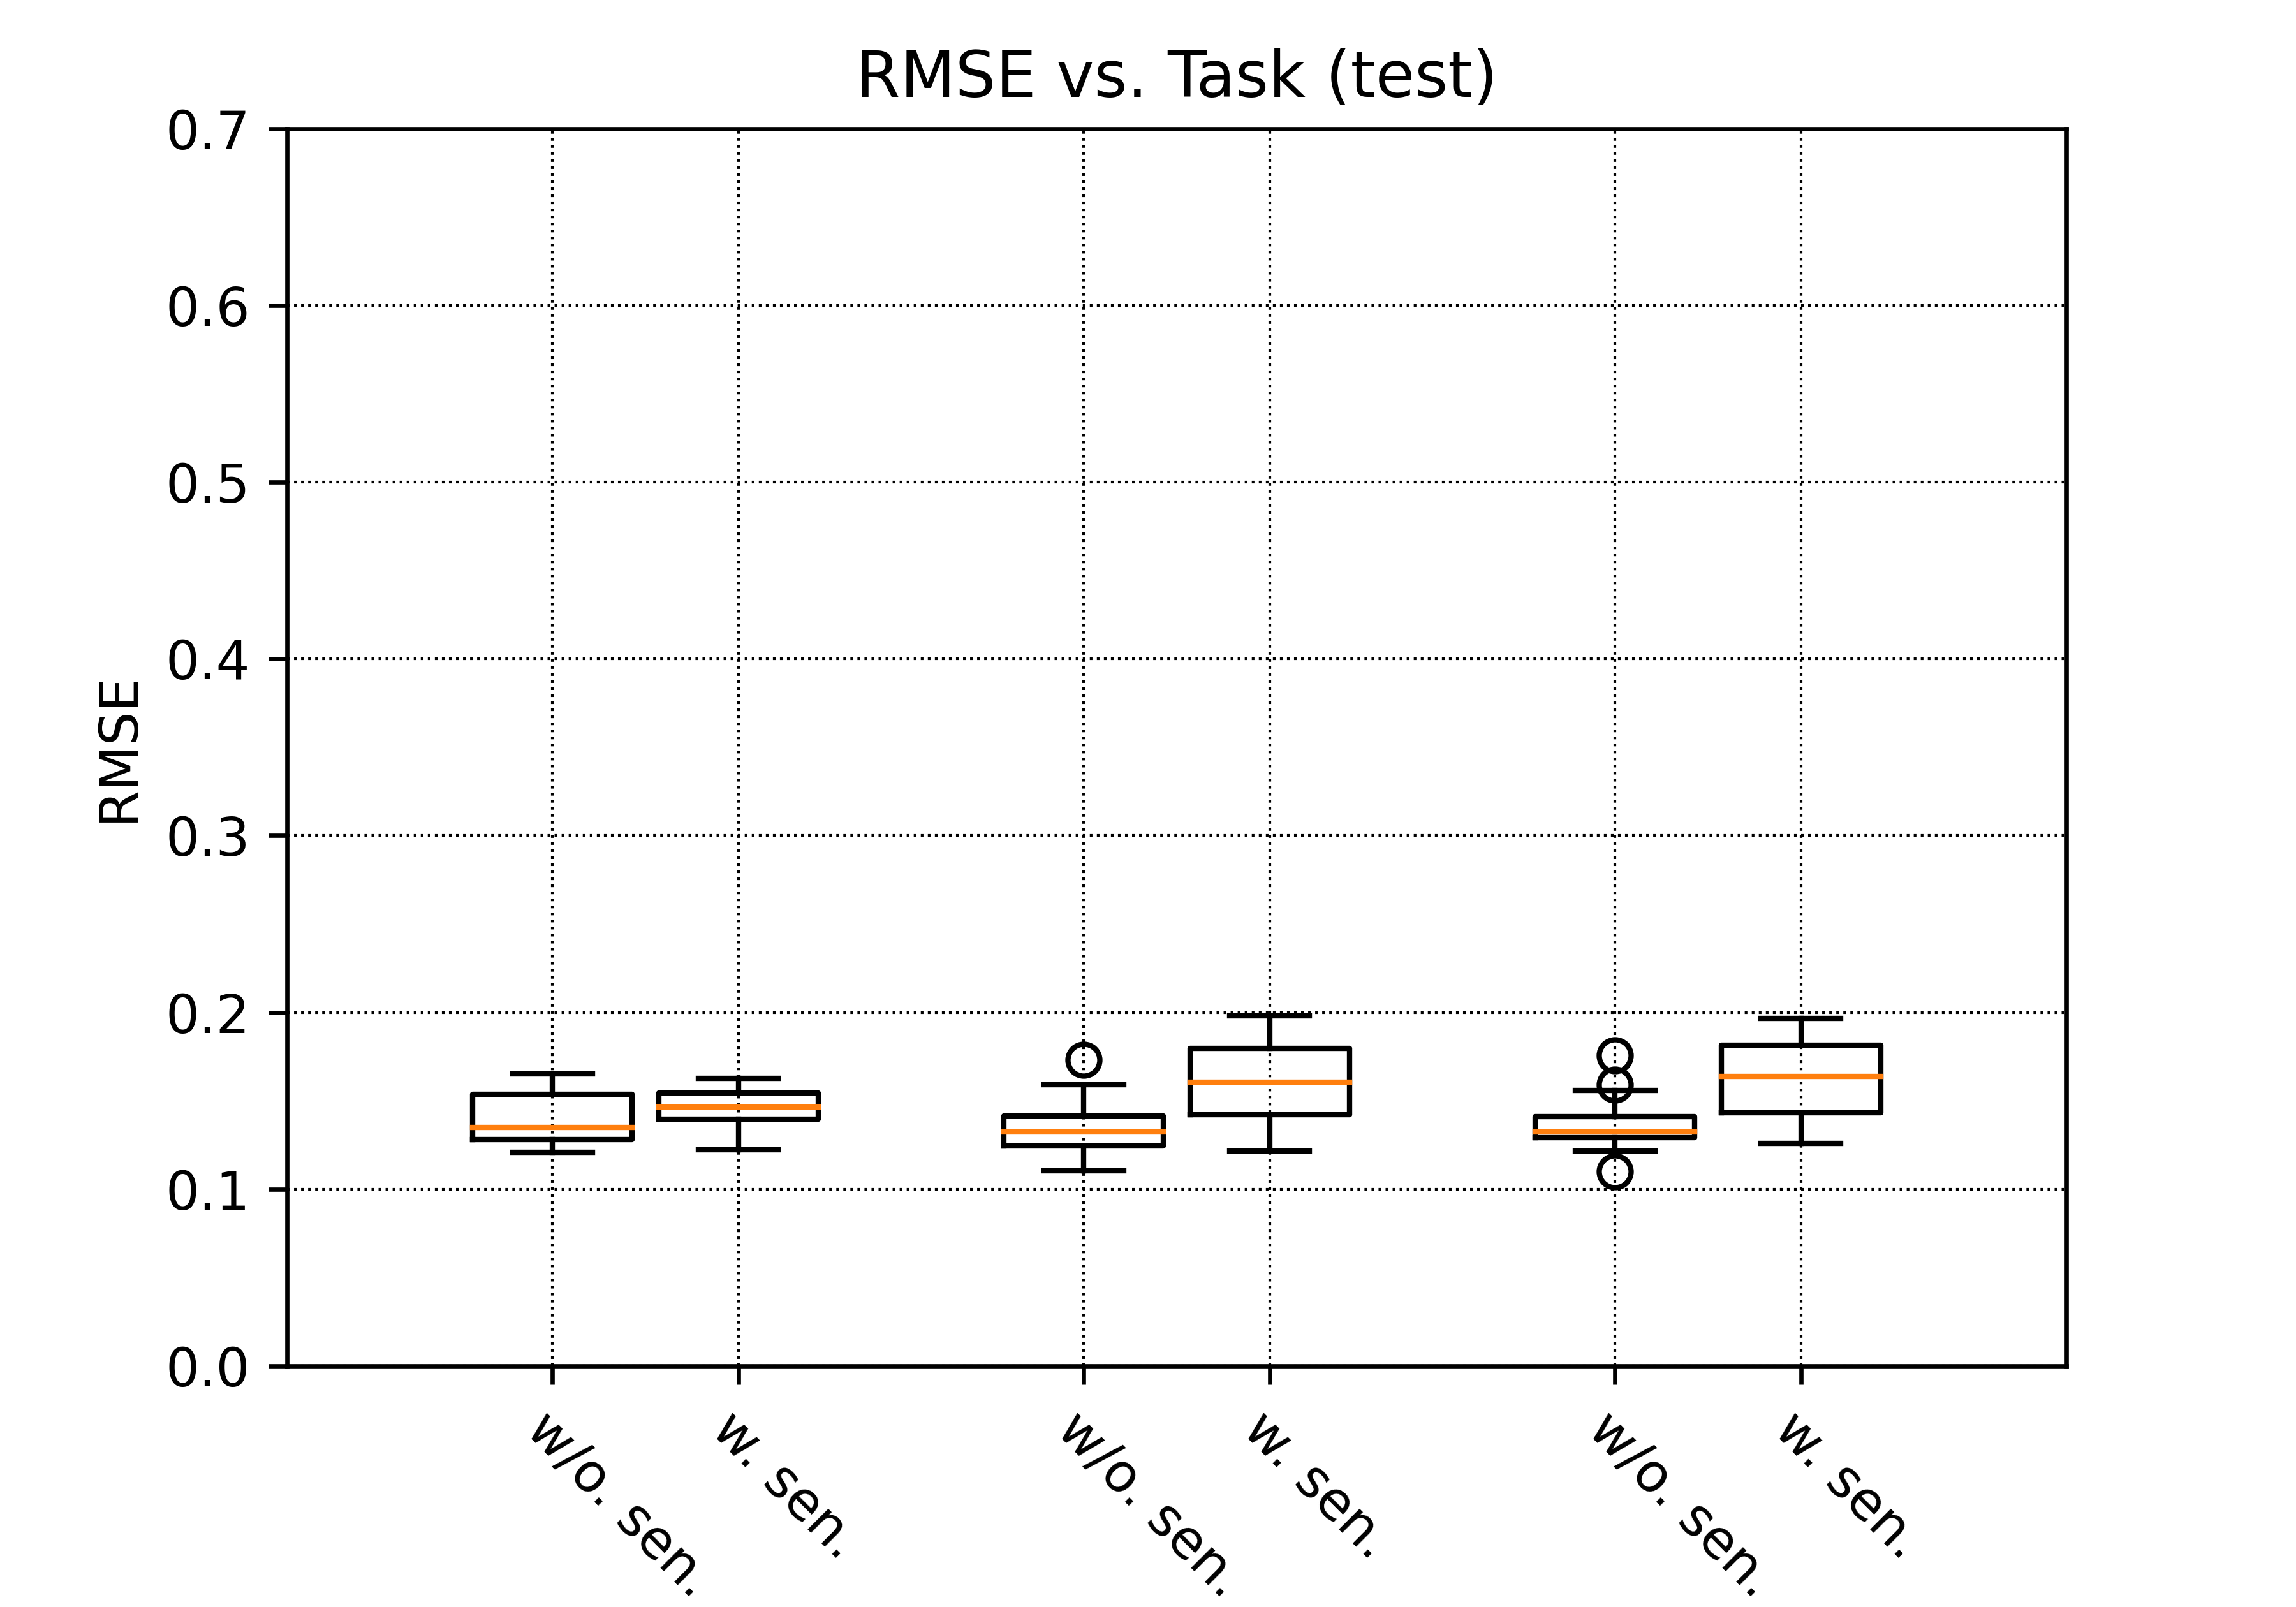 RMSE vs. Task (test)
0.7
0.6
0.5
0.4
0.3
0.2
0.1
0.0
RMSE
w/o. sen.
w. sen.
w/o. sen.
w. sen.
w/o. sen.
w. sen.